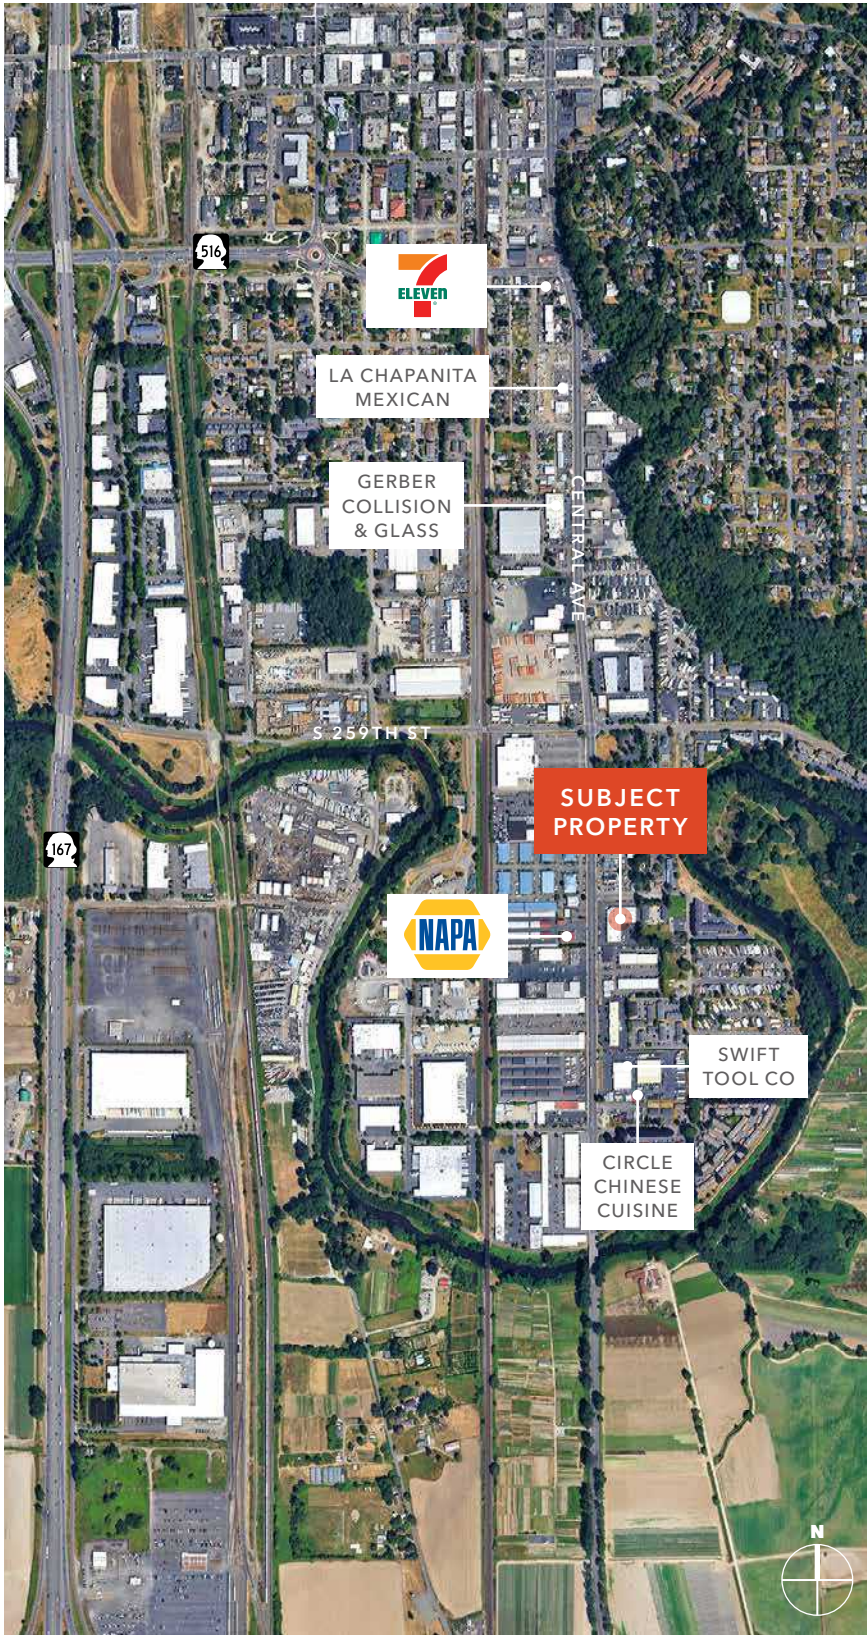 516
7
ELEVEN
LA CHAPANITA
MEXICAN
GERBER
COLLISION
& GLASS
CENTRAL AVE
S 259TH ST
SUBJECT
PROPERTY
167
NAPA
SWIFT
TOOL CO
CIRCLE
CHINESE
CUISINE
N